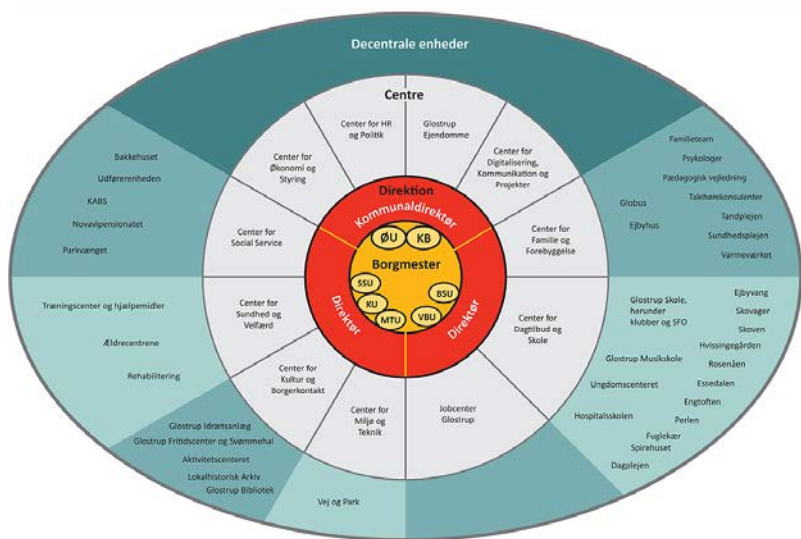 Decentrale enheder
Centre
Center for HR
og Politik
Glostrup
Ejendomme
Center for
Økonomi og
Styring
Center for
Digitalisering,
Kommunikation og
Projekter
Center for
Social Service
Center for
Familie og
Forebyggelse
Center for
Sundhed og
Velfærd
Center for
Dagtilbud og
Skole
Center for
Kultur og
Borgerkontakt
Center for
Miljø og
Teknik
Jobcenter
Glostrup
Direktion
Kommunaldirektør
Direktør
Direktør
ØU
KB
Borgmester
SSU
KU
MTU
VBU
BSU
Bakkehuset
Udførerenheden
KABS
Novavipensionatet
Parkvænget
Træningscenter og hjælpemidler
Ældrecentrene
Rehabilitering
Glostrup Idrætsanlæg
Glostrup Fritidscenter og Svømmehal
Aktivitetscenteret
Lokalhistorisk Arkiv
Glostrup Bibliotek
Vej og Park
Familieteam
Psykologer
Pædagogisk vejledning
Talehørekonsulenter
Tandplejen
Sundhedsplejen
Varmeværket
Globus
Ejbyhus
Glostrup Skole,
herunder
klubber og SFO
Glostrup Musikskole
Ungdomscenteret
Hospitalsskolen
Ejbyvang
Skovager
Skoven
Hvissingegården
Rosenåen
Essedalen
Engtoften
Perlen
Fuglekær
Spirehuset
Dagplejen